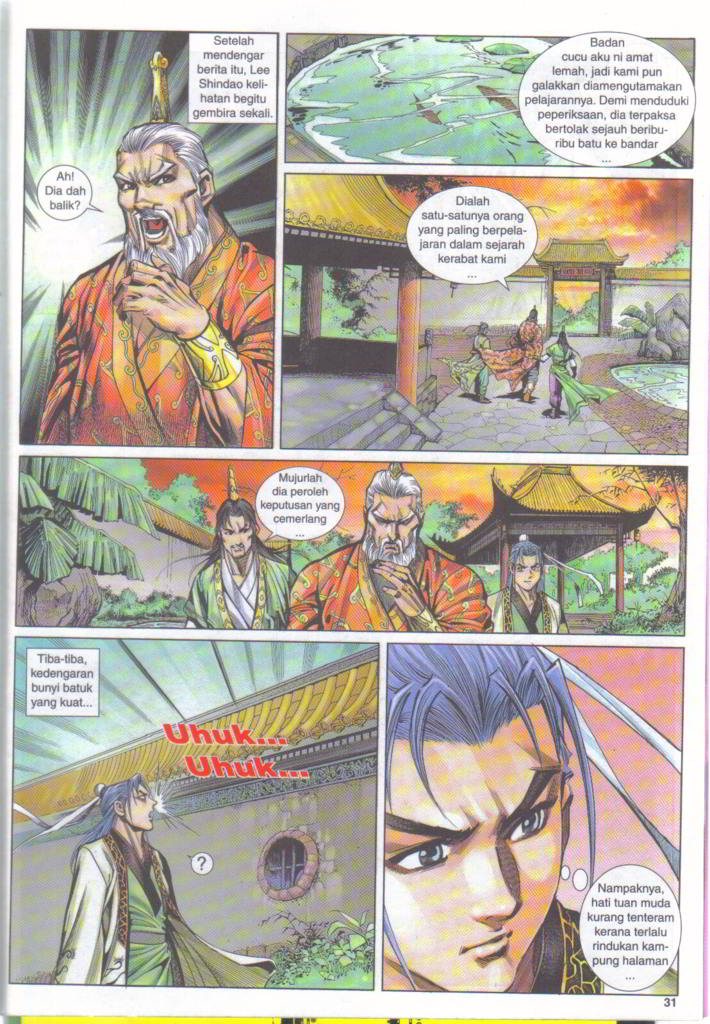 Setelah
mendengar
berita itu, Lee
Shindao keli-
hatan begitu
gembira sekali.
Ah!
Dia dah
balik?
Badan
cucu aku ni amat
lemah, jadi kami pun
galakkan diamengutamakan
pelajarannya. Demi menduduki
peperiksaan, dia terpaksa
bertolak sejauh beribu-
ribu batu ke bandar
...
Dialah
satu-satunya orang
yang paling berpela-
jaran dalam sejarah
kerabat kami
...
Mujurlah
dia peroleh
keputusan yang
cemerlang
...
Tiba-tiba,
kedengaran
bunyi batuk
yang kuat...
Uhuk...
Uhuk...
?
Nampaknya,
hati tuan muda
kurang tenteram
kerana terlalu
rindukan kam-
pung halaman
...
31